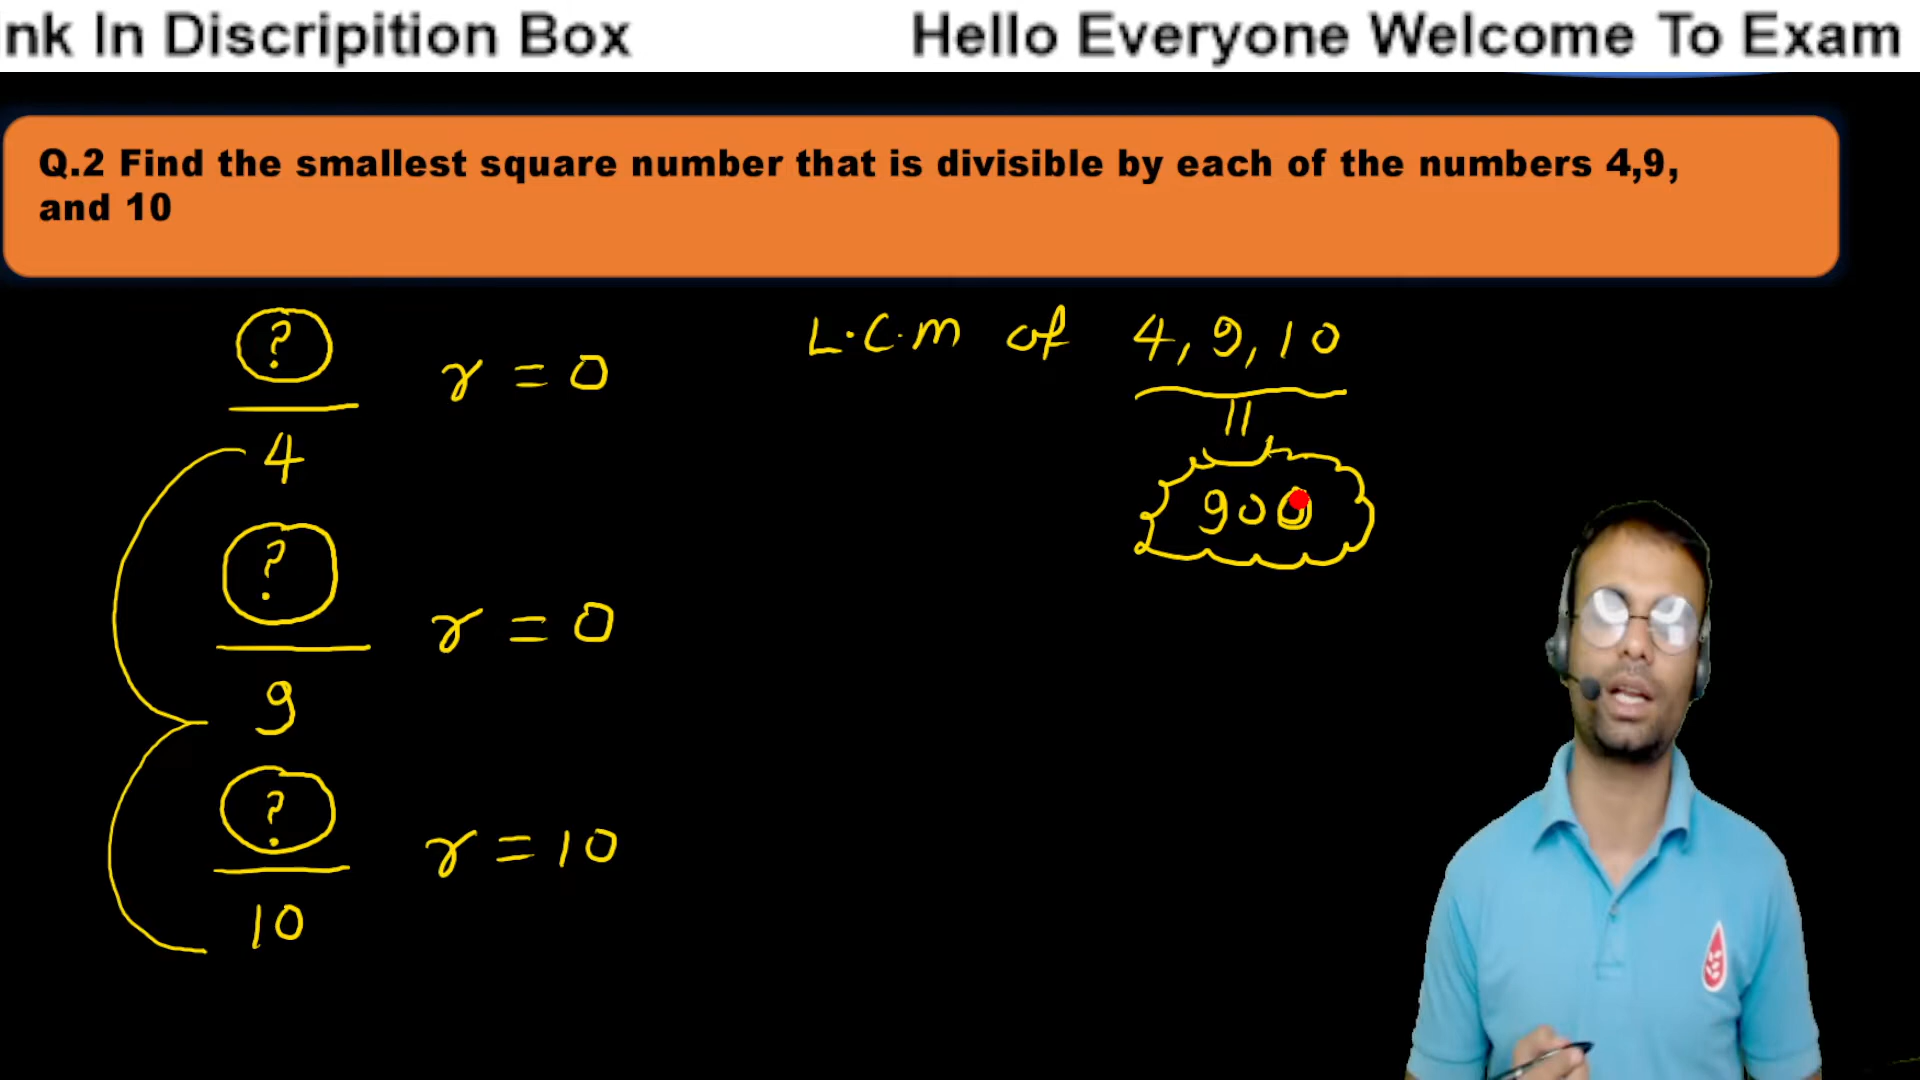 nk In Discripition Box Hello Everyone Welcome To Exam
Q.2 Find the smallest square number that is divisible by each of the numbers 4,9,
and 10
? r = 0
4
? r = 0
9
? r = 10
10
L.C.M of 4, 9, 10
900